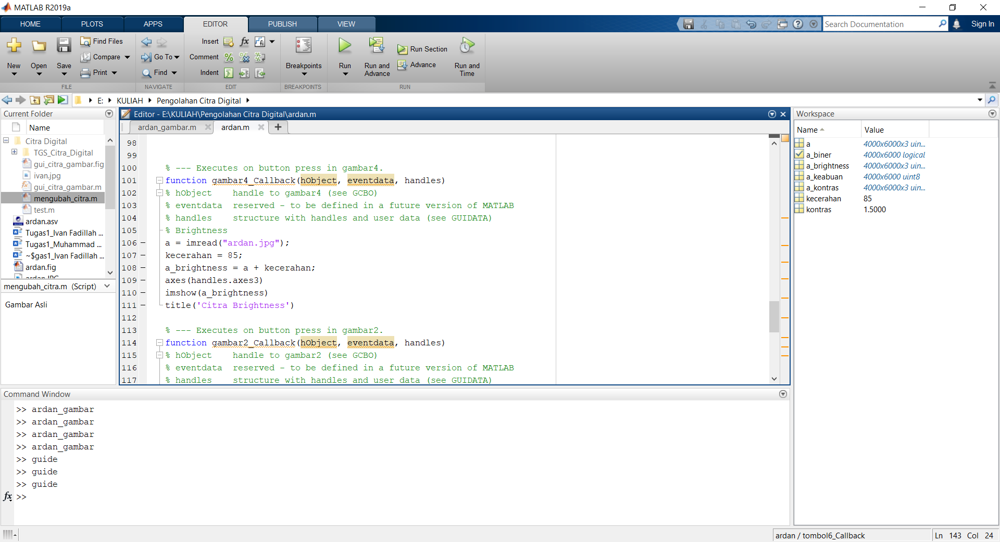 MATLAB R2019a
HOME PLOTS APPS EDITOR PUBLISH VIEW
Search Documentation
Sign In
New
Open
Save
Find Files
Compare
Print
FILE
Go To
Find
NAVIGATE
Insert
Comment
Indent
EDIT
Breakpoints
BREAKPOINTS
Run
Run and Advance
Run Section
Advance
Run and Time
RUN
E: KULIAH Pengolahan Citra Digital
Current Folder
Name
Citra Digital
TGS_Citra_Digital
gui_citra_gambar.fig
ivan.jpg
gui_citra_gambar.m
mengubah_citra.m
test.m
ardan.asv
Tugas1_Ivan Fadillah ...
Tugas1_Muhammad ...
~$gas1_Ivan Fadillah ...
ardan.fig
ardan.JPG
mengubah_citra.m (Script)
Gambar Asli
Editor - E:\KULIAH\Pengolahan Citra Digital\ardan.m
ardan_gambar.m ardan.m +
98
99
100 % --- Executes on button press in gambar4.
101 function gambar4_Callback(hObject, eventdata, handles)
102 % hObject    handle to gambar4 (see GCBO)
103 % eventdata  reserved - to be defined in a future version of MATLAB
104 % handles    structure with handles and user data (see GUIDATA)
105 % Brightness
106 – a = imread("ardan.jpg");
107 – kecerahan = 85;
108 – a_brightness = a + kecerahan;
109 – axes(handles.axes3)
110 – imshow(a_brightness)
111 – title('Citra Brightness')
112
113 % --- Executes on button press in gambar2.
114 function gambar2_Callback(hObject, eventdata, handles)
115 % hObject    handle to gambar2 (see GCBO)
116 % eventdata  reserved - to be defined in a future version of MATLAB
117 % handles    structure with handles and user data (see GUIDATA)
Workspace
Name Value
a 4000x6000x3 uin...
a_biner 4000x6000 logical
a_brightness 4000x6000x3 uin...
a_keabuan 4000x6000 uint8
a_kontras 4000x6000x3 uin...
kecerahan 85
kontras 1.5000
Command Window
>> ardan_gambar
>> ardan_gambar
>> ardan_gambar
>> ardan_gambar
>> guide
>> guide
>> guide
fx >>
ardan / tombol6_Callback
Ln 143 Col 24